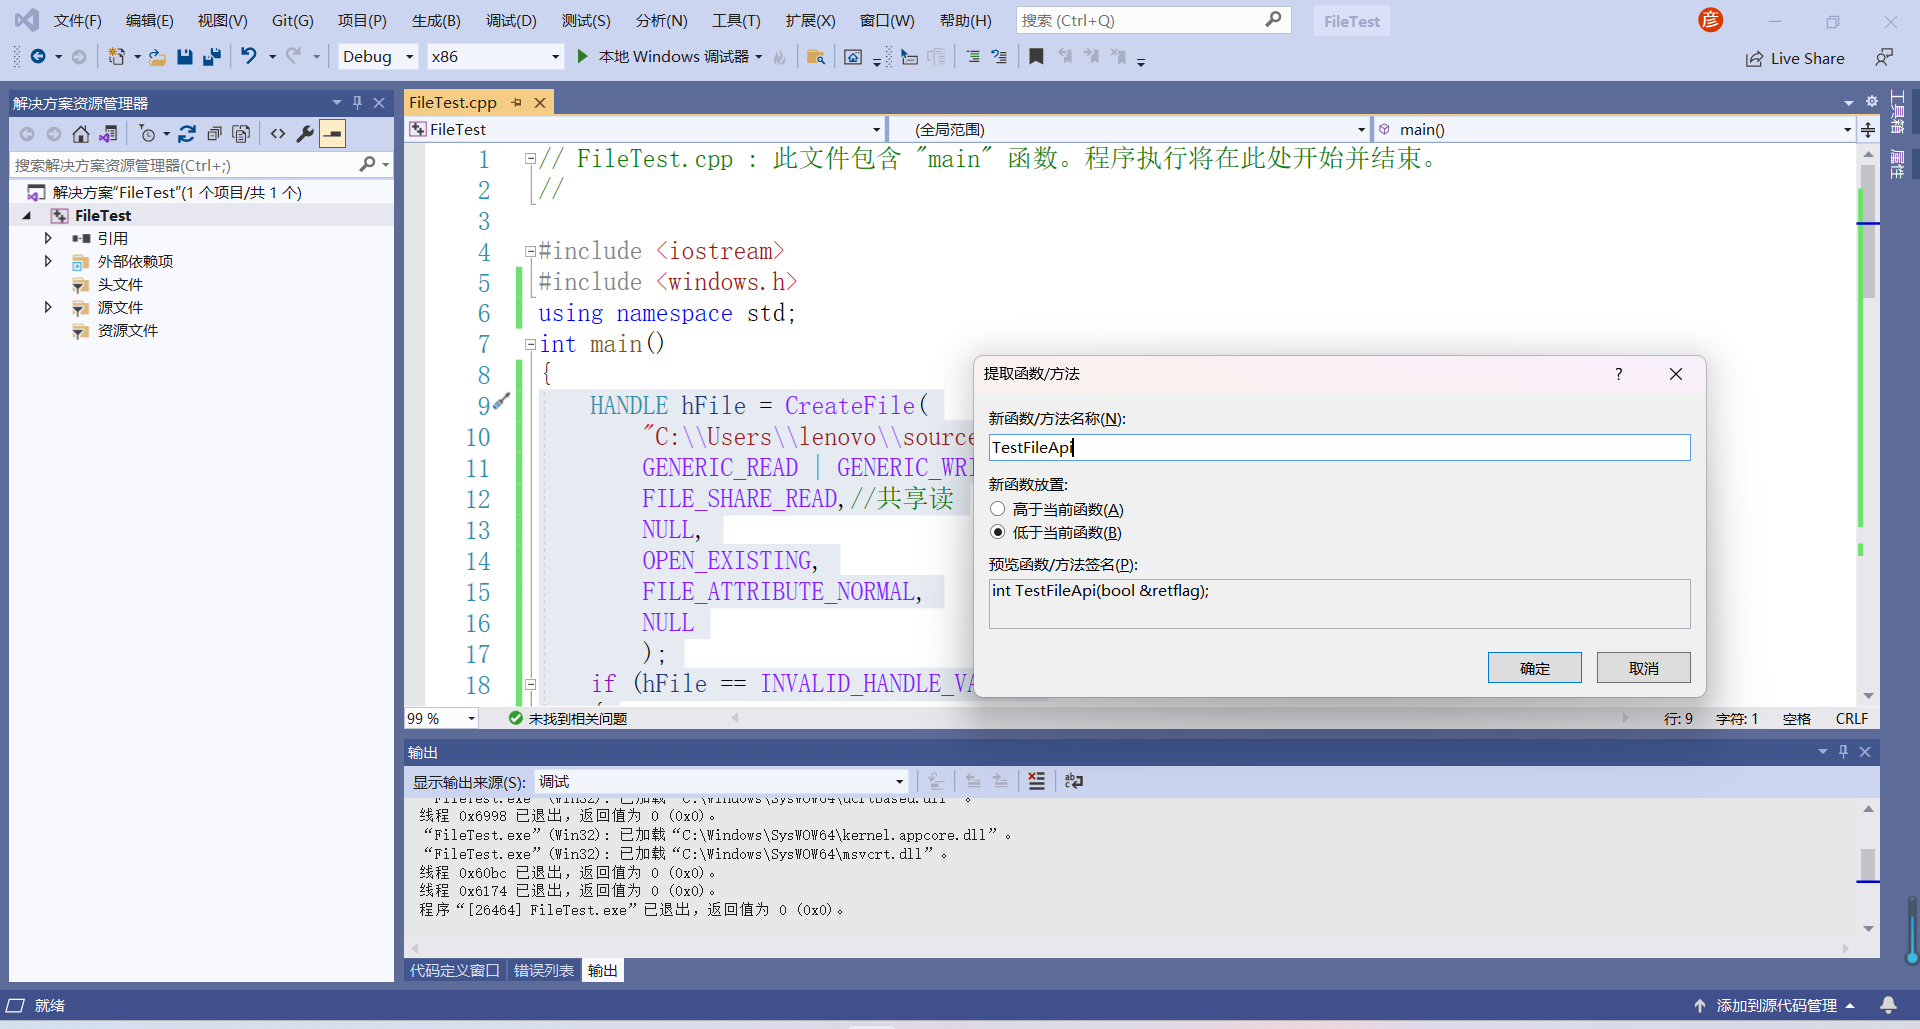 文件(F) 编辑(E) 视图(V) Git(G) 项目(P) 生成(B) 调试(D) 测试(S) 分析(N) 工具(T) 扩展(X) 窗口(W) 帮助(H) 搜索 (Ctrl+Q) FileTest 彦
Debug x86 本地 Windows 调试器 Live Share
解决方案资源管理器
搜索解决方案资源管理器(Ctrl+;)
解决方案"FileTest"(1 个项目/共 1 个)
FileTest
引用
外部依赖项
头文件
源文件
资源文件
FileTest.cpp
FileTest (全局范围) main()
1 // FileTest.cpp : 此文件包含 "main" 函数。程序执行将在此处开始并结束。
2 //
3
4 #include <iostream>
5 #include <windows.h>
6 using namespace std;
7 int main()
8 {
9 HANDLE hFile = CreateFile(
10 "C:\\Users\\lenovo\\source
11 GENERIC_READ | GENERIC_WRI
12 FILE_SHARE_READ,//共享读
13 NULL,
14 OPEN_EXISTING,
15 FILE_ATTRIBUTE_NORMAL,
16 NULL
17 );
18 if (hFile == INVALID_HANDLE_VA
{
99 % 未找到相关问题 行: 9 字符: 1 空格 CRLF
提取函数/方法 ?
新函数/方法名称(N):
TestFileApi
新函数放置:
高于当前函数(A)
低于当前函数(B)
预览函数/方法签名(P):
int TestFileApi(bool &retflag);
确定 取消
工具箱
属性
输出
显示输出来源(S): 调试
“FileTest.exe”(Win32): 已加载“C:\Windows\SysWOW64\ucrtbased.dll”。
线程 0x6998 已退出，返回值为 0 (0x0)。
“FileTest.exe”(Win32): 已加载“C:\Windows\SysWOW64\kernel.appcore.dll”。
“FileTest.exe”(Win32): 已加载“C:\Windows\SysWOW64\msvcrt.dll”。
线程 0x60bc 已退出，返回值为 0 (0x0)。
线程 0x6174 已退出，返回值为 0 (0x0)。
程序“[26464] FileTest.exe”已退出，返回值为 0 (0x0)。
代码定义窗口 错误列表 输出
就绪 添加到源代码管理